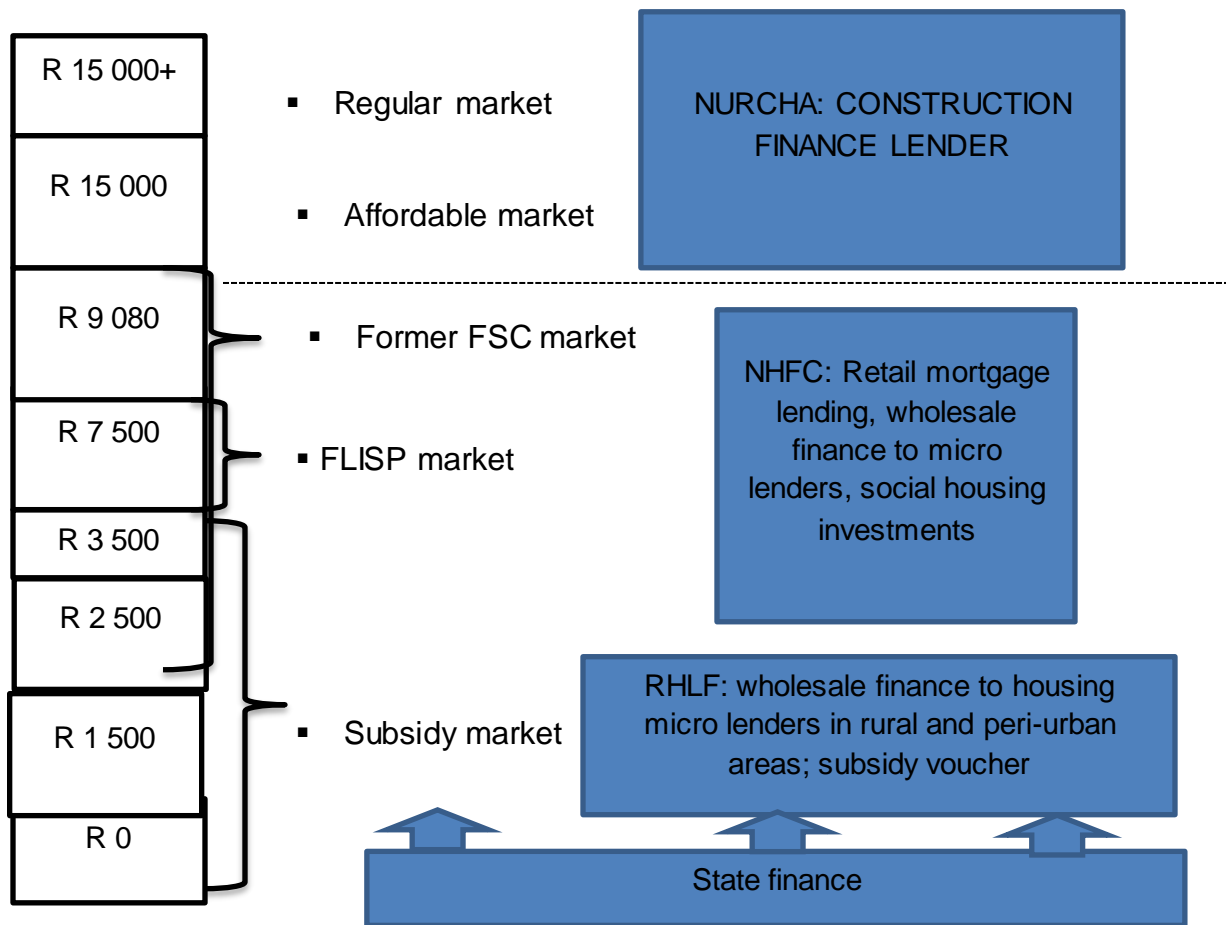 R 15 000+
▪ Regular market
NURCHA: CONSTRUCTION
FINANCE LENDER
R 15 000
▪ Affordable market
R 9 080
▪ Former FSC market
NHFC: Retail mortgage
lending, wholesale
finance to micro
lenders, social housing
investments
R 7 500
▪ FLISP market
R 3 500
R 2 500
R 1 500
▪ Subsidy market
RHLF: wholesale finance to housing
micro lenders in rural and peri-urban
areas; subsidy voucher
R 0
State finance